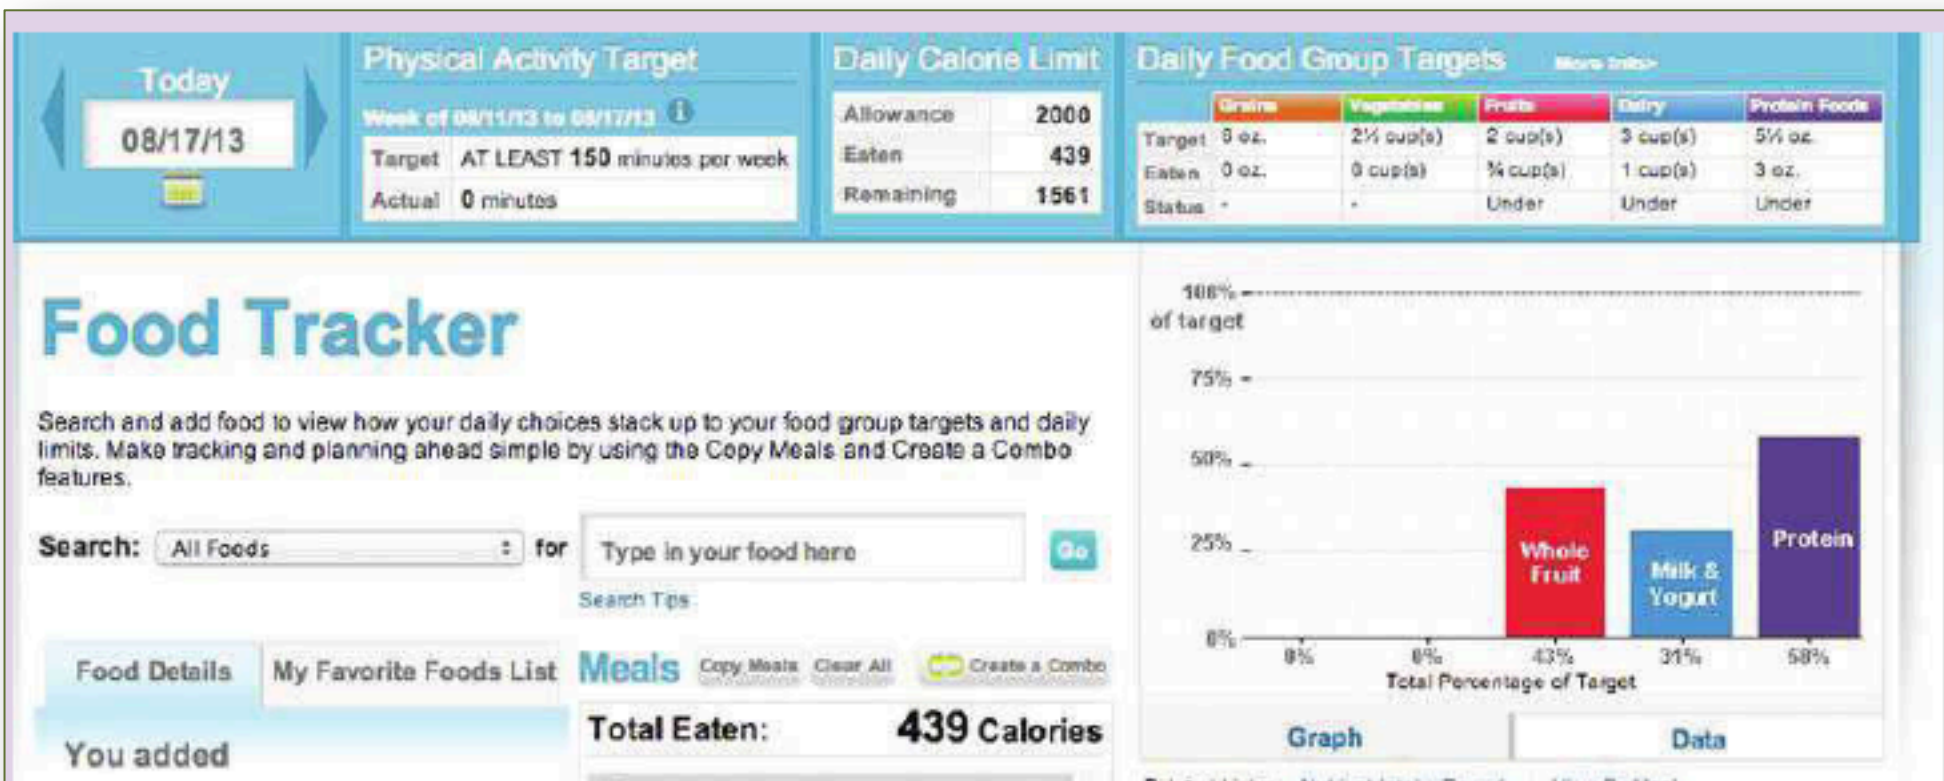 Today
08/17/13
Physical Activity Target
Week of 08/11/13 to 08/17/13
Target AT LEAST 150 minutes per week
Actual 0 minutes
Daily Calorie Limit
Allowance 2000
Eaten 439
Remaining 1561
Daily Food Group Targets More Info>
Grains Vegetables Fruits Dairy Protein Foods
Target oz. 2½ cup(s) 2 cup(s) 3 cup(s) 5½ oz.
Eaten 0 oz. 0 cup(s) ¾ cup(s) 1 cup(s) 3 oz.
Status - - Under Under Under
Food Tracker
Search and add food to view how your daily choices stack up to your food group targets and daily
limits. Make tracking and planning ahead simple by using the Copy Meals and Create a Combo
features.
Search: All Foods for Type in your food here Go
Search Tips
Food Details My Favorite Foods List
You added
Meals Copy Meals Clear All Create a Combo
Total Eaten: 439 Calories
100%
of target
75%
50%
25%
0%
Whole
Fruit
Milk &
Yogurt
Protein
0% 0% 43% 31% 58%
Total Percentage of Target
Graph Data